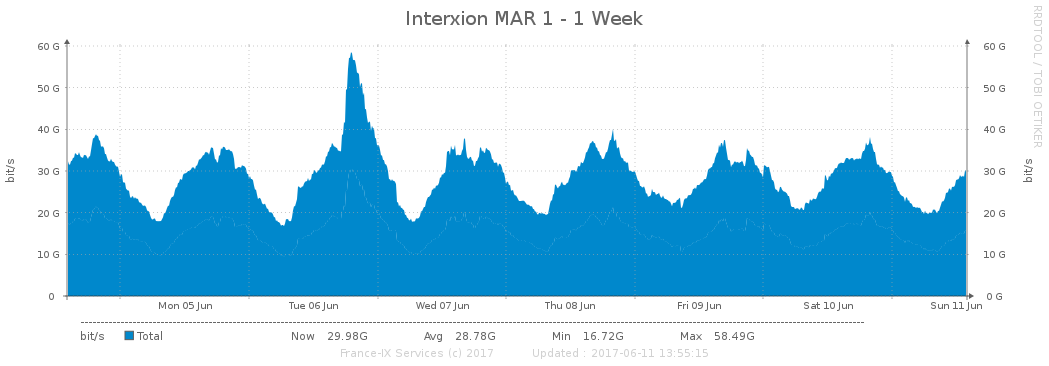 Interxion MAR 1 - 1 Week
RRDTOOL / TOBI OETIKER
60 G 60 G
50 G 50 G
40 G 40 G
30 G 30 G
20 G 20 G
10 G 10 G
0 0 G
bit/s
bit/s
Mon 05 Jun Tue 06 Jun Wed 07 Jun Thu 08 Jun Fri 09 Jun Sat 10 Jun Sun 11 Jun
bit/s Total Now 29.98G Avg 28.78G Min 16.72G Max 58.49G
France-IX Services (c) 2017 Updated : 2017-06-11 13:55:15